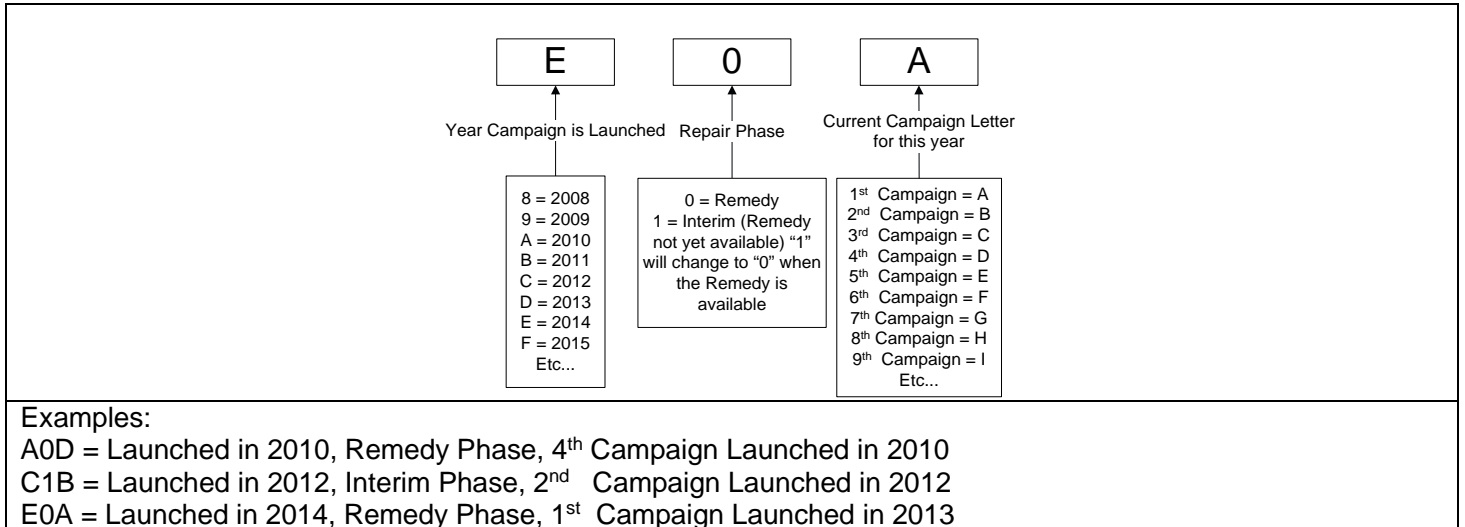 E
0
A
Year Campaign is Launched
Repair Phase
Current Campaign Letter
for this year
8 = 2008
9 = 2009
A = 2010
B = 2011
C = 2012
D = 2013
E = 2014
F = 2015
Etc...
0 = Remedy
1 = Interim (Remedy
not yet available) “1”
will change to “0” when
the Remedy is
available
1st Campaign = A
2nd Campaign = B
3rd Campaign = C
4th Campaign = D
5th Campaign = E
6th Campaign = F
7th Campaign = G
8th Campaign = H
9th Campaign = I
Etc...
Examples:
A0D = Launched in 2010, Remedy Phase, 4th Campaign Launched in 2010
C1B = Launched in 2012, Interim Phase, 2nd Campaign Launched in 2012
E0A = Launched in 2014, Remedy Phase, 1st Campaign Launched in 2013